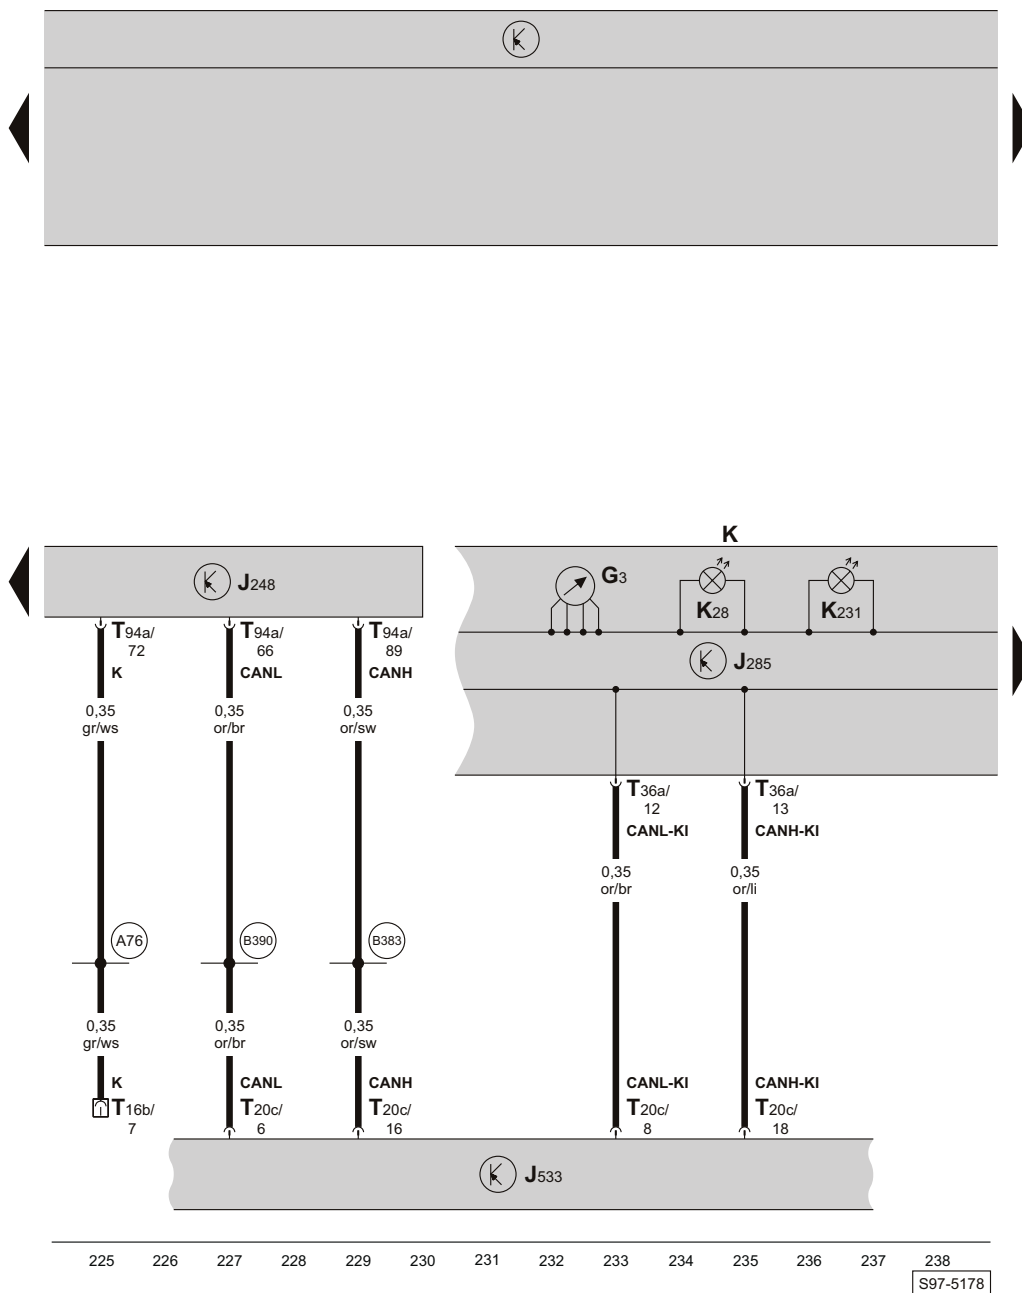 K
J248
G3
K28
K231
J285
T94a/
72
K
T94a/
66
CANL
T94a/
89
CANH
0,35
gr/ws
0,35
or/br
0,35
or/sw
T36a/
12
CANL-KI
T36a/
13
CANH-KI
0,35
or/br
0,35
or/li
A76
B390
B383
0,35
gr/ws
0,35
or/br
0,35
or/sw
K
T16b/
7
CANL
T20c/
6
CANH
T20c/
16
CANL-KI
T20c/
8
CANH-KI
T20c/
18
J533
225 226 227 228 229 230 231 232 233 234 235 236 237 238
S97-5178